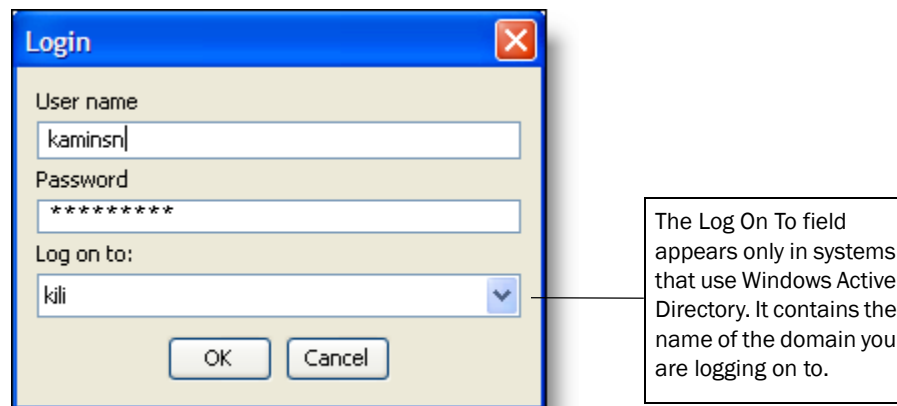 Login
User name
kaminsn
Password
*********
Log on to:
kili
OK Cancel
The Log On To field
appears only in systems
that use Windows Active
Directory. It contains the
name of the domain you
are logging on to.